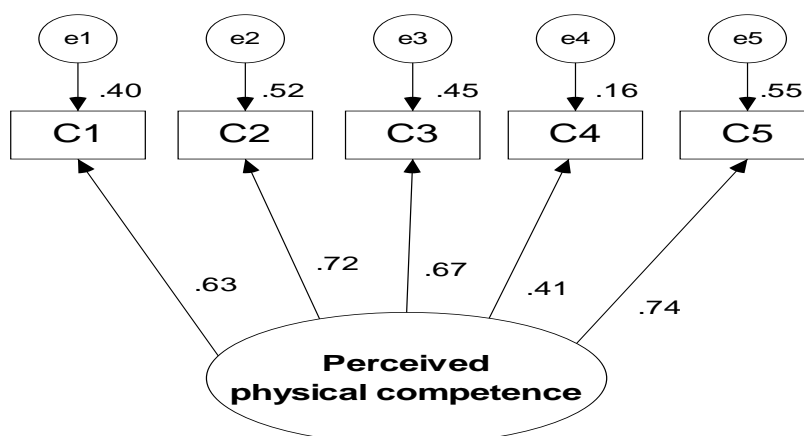 e1 e2 e3 e4 e5
.40 .52 .45 .16 .55
C1 C2 C3 C4 C5
.63 .72 .67 .41 .74
Perceived
physical competence